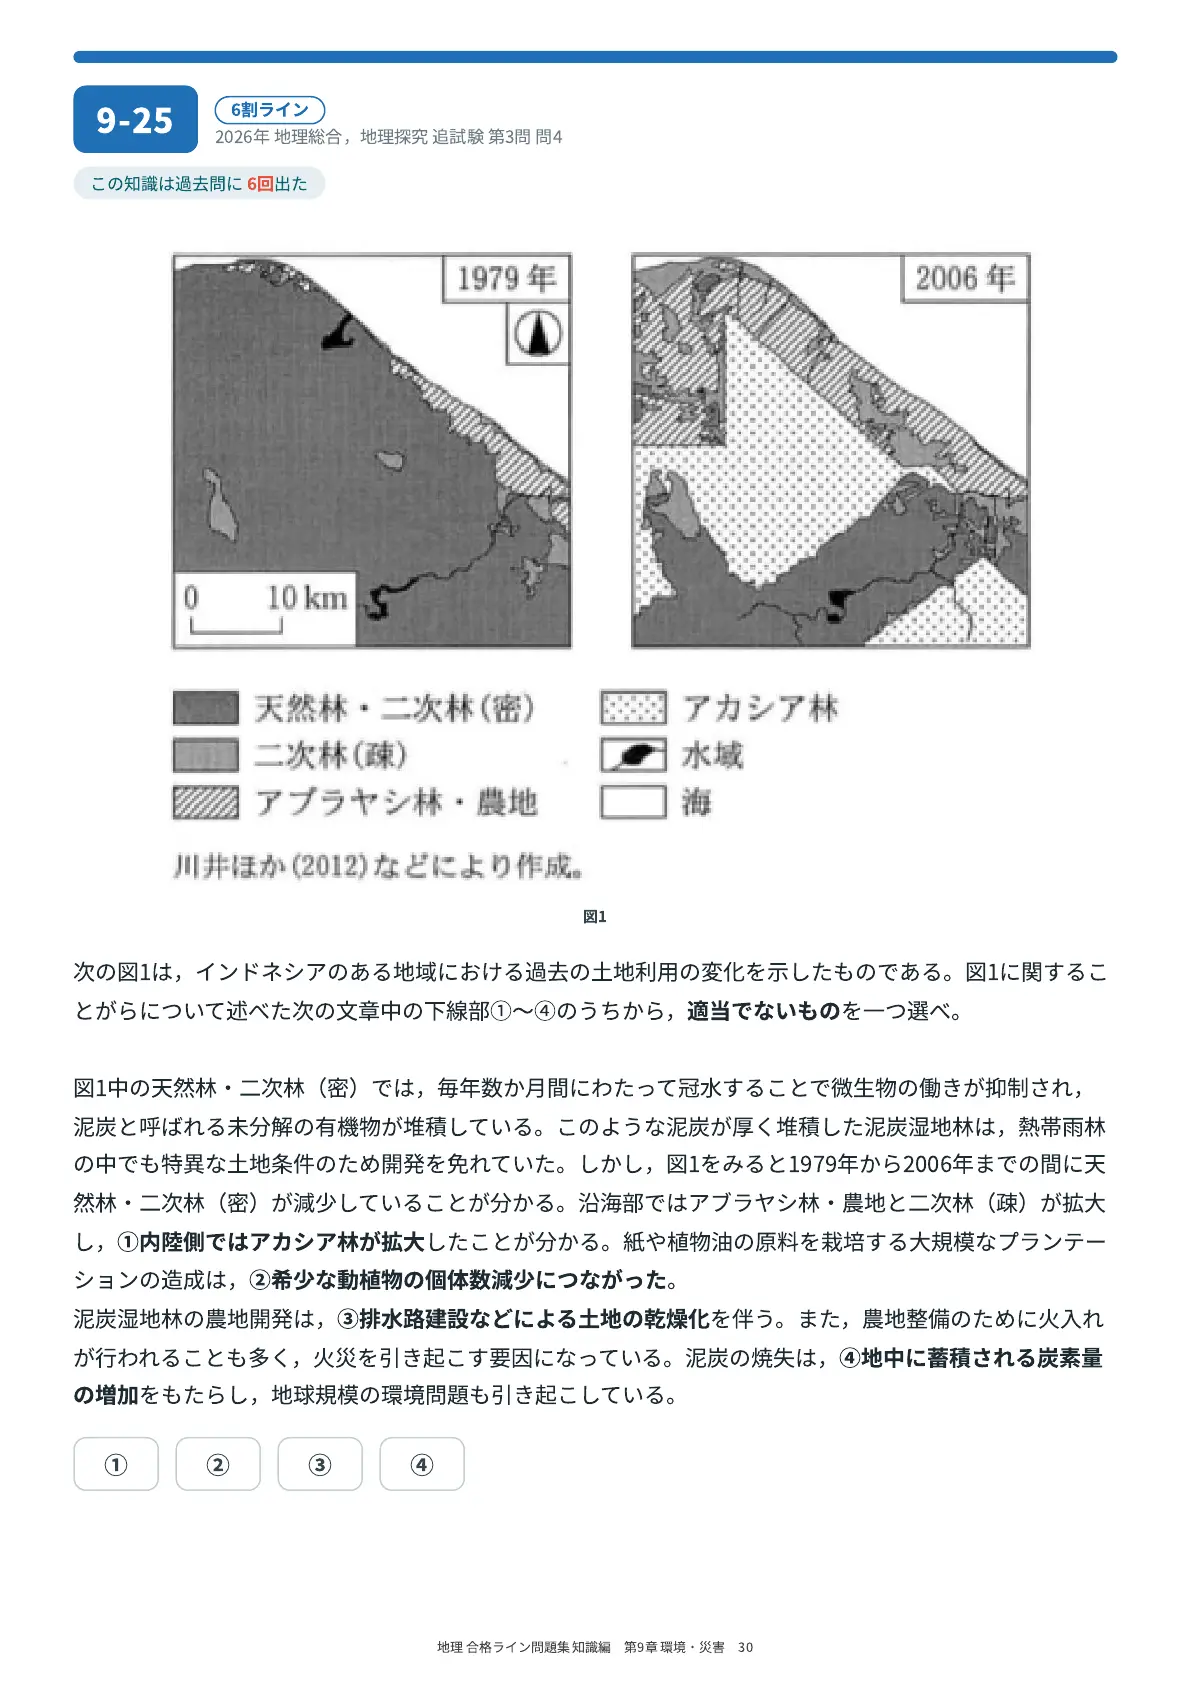 9-25
6割ライン
2026年 地理総合，地理探究 追試験 第3問 問4
この知識は過去問に 6回出た
1979 年
2006 年
0 10 km
天然林・二次林(密)
アカシア林
二次林(疎)
水域
アブラヤシ林・農地
海
川井ほか(2012)などにより作成。
図1
次の図1は，インドネシアのある地域における過去の土地利用の変化を示したものである。図1に関するこ
とがらについて述べた次の文章中の下線部①～④のうちから，適当でないものを一つ選べ。
図1中の天然林・二次林（密）では，毎年数か月間にわたって冠水することで微生物の働きが抑制され，
泥炭と呼ばれる未分解の有機物が堆積している。このような泥炭が厚く堆積した泥炭湿地林は，熱帯雨林
の中でも特異な土地条件のため開発を免れていた。しかし，図1をみると1979年から2006年までの間に天
然林・二次林（密）が減少していることが分かる。沿海部ではアブラヤシ林・農地と二次林（疎）が拡大
し，①内陸側ではアカシア林が拡大したことが分かる。紙や植物油の原料を栽培する大規模なプランテー
ションの造成は，②希少な動植物の個体数減少につながった。
泥炭湿地林の農地開発は，③排水路建設などによる土地の乾燥化を伴う。また，農地整備のために火入れ
が行われることも多く，火災を引き起こす要因になっている。泥炭の焼失は，④地中に蓄積される炭素量
の増加をもたらし，地球規模の環境問題も引き起こしている。
① ② ③ ④
地理 合格ライン問題集 知識編 第9章 環境・災害 30